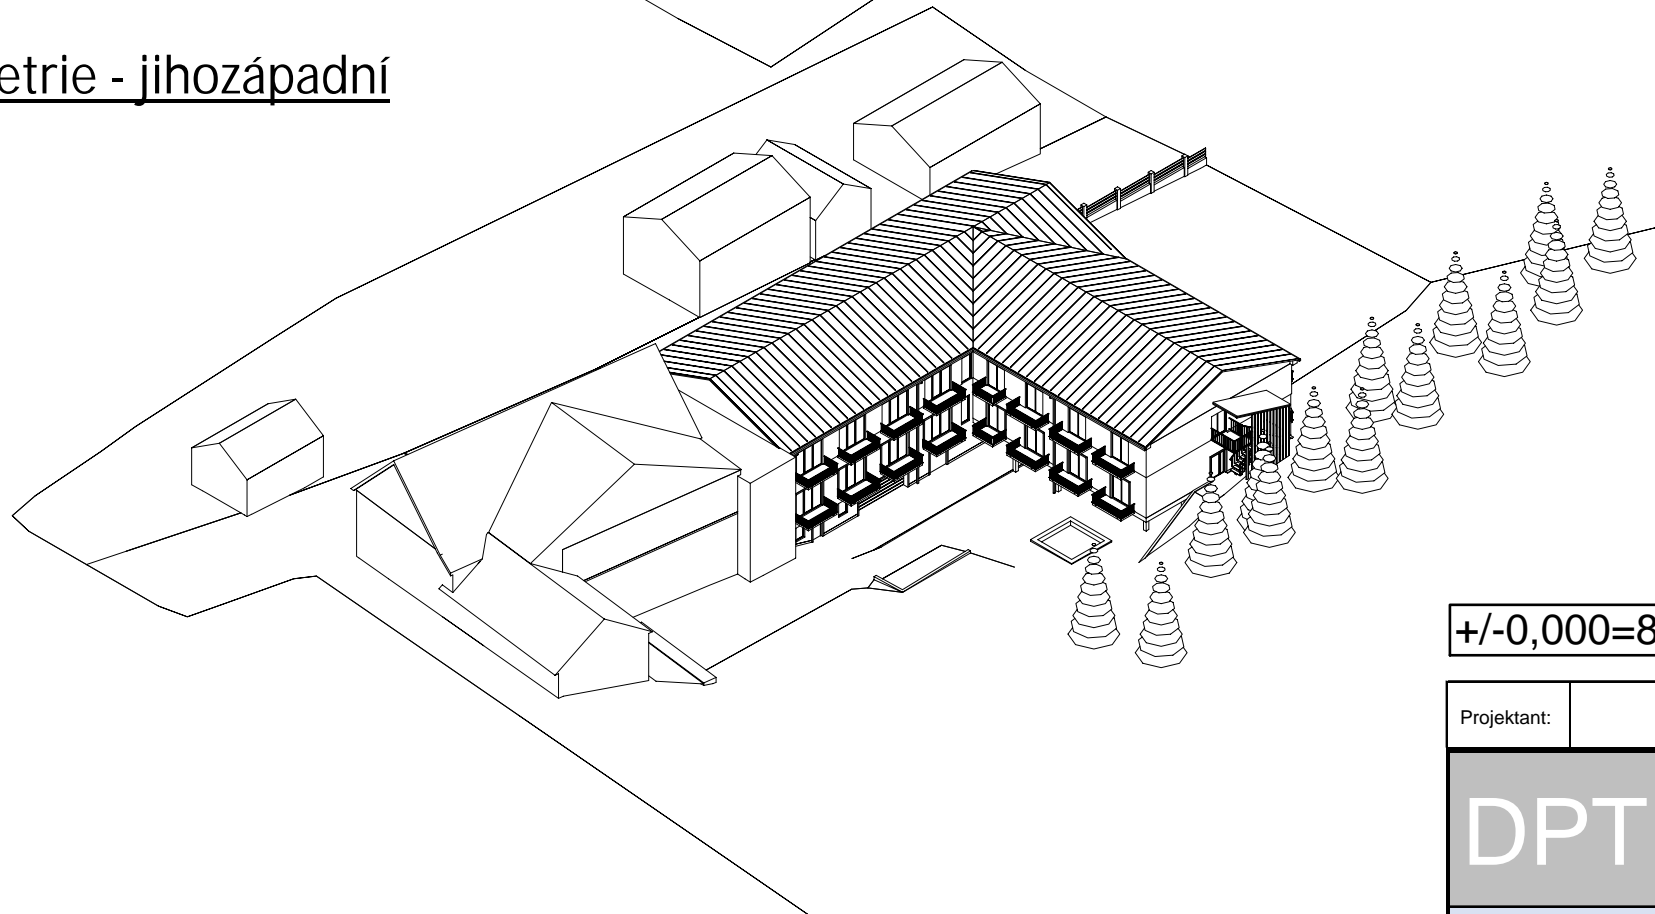 etrie - jihozápadní
+/-0,000=8
Projektant:
DPT